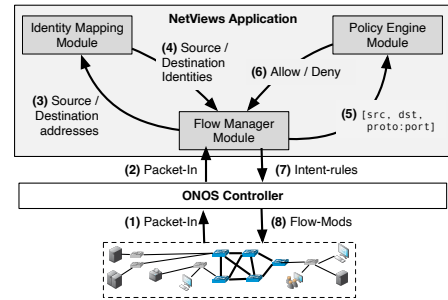 NetViews Application
Identity Mapping
Module
(4) Source /
Destination
Identities
Policy Engine
Module
(6) Allow / Deny
(3) Source /
Destination
addresses
(5) [src, dst,
proto:port]
Flow Manager
Module
(2) Packet-In
(7) Intent-rules
ONOS Controller
(1) Packet-In
(8) Flow-Mods